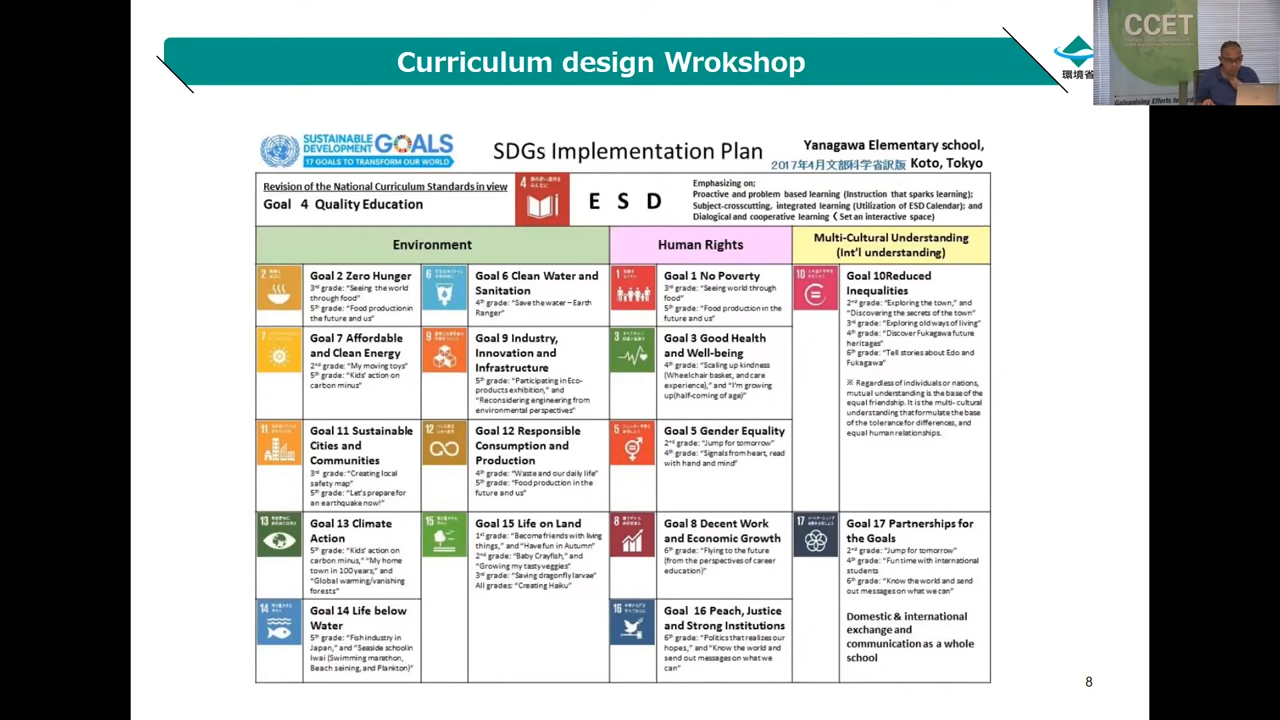 Curriculum design Wrokshop
環境省
CCET
SUSTAINABLE
DEVELOPMENT GOALS
17 GOALS TO TRANSFORM OUR WORLD
SDGs Implementation Plan
Yanagawa Elementary school,
2017年4月文部科学省訳版 Koto, Tokyo
Revision of the National Curriculum Standards in view
Goal 4 Quality Education
4
E S D
Emphasizing on;
Proactive and problem based learning (Instruction that sparks learning);
Subject-crosscutting, integrated learning (Utilization of ESD Calendar); and
Dialogical and cooperative learning (Set an interactive space)
Environment
Human Rights
Multi-Cultural Understanding
(Int'l understanding)
2
Goal 2 Zero Hunger
3rd grade: "Seeing the world
through food"
5th grade: "Food production in
the future and us"
6
Goal 6 Clean Water and
Sanitation
4th grade: "Save the water – Earth
Ranger"
1
Goal 1 No Poverty
3rd grade: "Seeing world through
food"
5th grade: "Food production in the
future and us"
10
Goal 10Reduced
Inequalities
2nd grade: "Exploring the town," and
"Discovering the secrets of the town"
3rd grade: "Exploring old ways of living"
4th grade: "Discover Fukagawa future
heritages"
6th grade: "Tell stories about Edo and
Fukagawa"
※ Regardless of individuals or nations,
mutual understanding is the base of the
equal friendship. It is the multi- cultural
understanding that formulate the base
of the tolerance for differences, and
equal human relationships.
7
Goal 7 Affordable
and Clean Energy
2nd grade: "My moving toys"
5th grade: "Kids' action on
carbon minus"
9
Goal 9 Industry,
Innovation and
Infrastructure
5th grade: "Participating in Eco-
products exhibition," and
"Reconsidering engineering from
environmental perspectives"
3
Goal 3 Good Health
and Well-being
4th grade: "Scaling up kindness
(Wheelchair basket, and care
experience)," and "I'm growing
up(half-coming of age)"
11
Goal 11 Sustainable
Cities and
Communities
3rd grade: "Creating local
safety map"
5th grade: "Let's prepare for
an earthquake now!"
12
Goal 12 Responsible
Consumption and
Production
4th grade: "Waste and our daily life"
5th grade: "Food production in the
future and us"
5
Goal 5 Gender Equality
2nd grade: "Jump for tomorrow"
4th grade: "Signals from heart, read
with hand and mind"
13
Goal 13 Climate
Action
5th grade: "Kids' action on
carbon minus," "My home
town in 100 years," and
"Global warming/vanishing
forests"
15
Goal 15 Life on Land
1st grade: "Become friends with living
things," and "Have fun in Autumn"
2nd grade: "Baby Crayfish," and
"Growing my tasty veggies"
3rd grade: "Saving dragonfly larvae"
All grades: "Creating Haiku"
8
Goal 8 Decent Work
and Economic Growth
6th grade: "Flying to the future
(from the perspectives of career
education)"
17
Goal 17 Partnerships for
the Goals
2nd grade: "Jump for tomorrow"
4th grade: "Fun time with international
students
6th grade: "Know the world and send
out messages on what we can"
Domestic & international
exchange and
communication as a whole
school
14
Goal 14 Life below
Water
5th grade: "Fish industry in
Japan," and "Seaside school in
Iwai (Swimming marathon,
Beach seining, and Plankton)"
16
Goal 16 Peach, Justice
and Strong Institutions
6th grade: "Politics that realizes our
hopes," and "Know the world and
send out messages on what we
can"
8